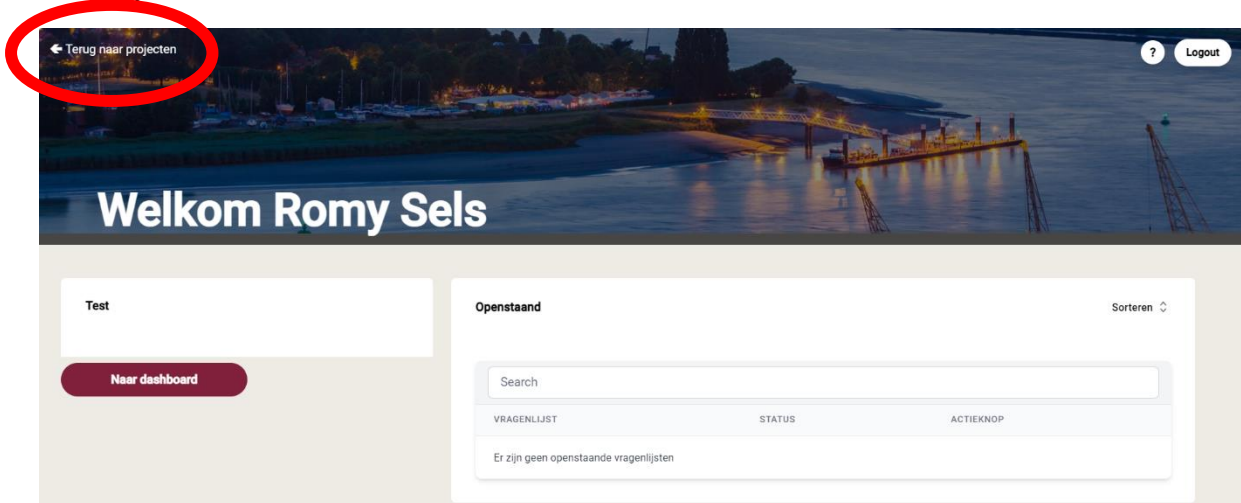 Terug naar projecten
? Logout
Welkom Romy Sels
Test
Naar dashboard
Openstaand Sorteren
Search
VRAGENLIJST STATUS ACTIEKNOP
Er zijn geen openstaande vragenlijsten